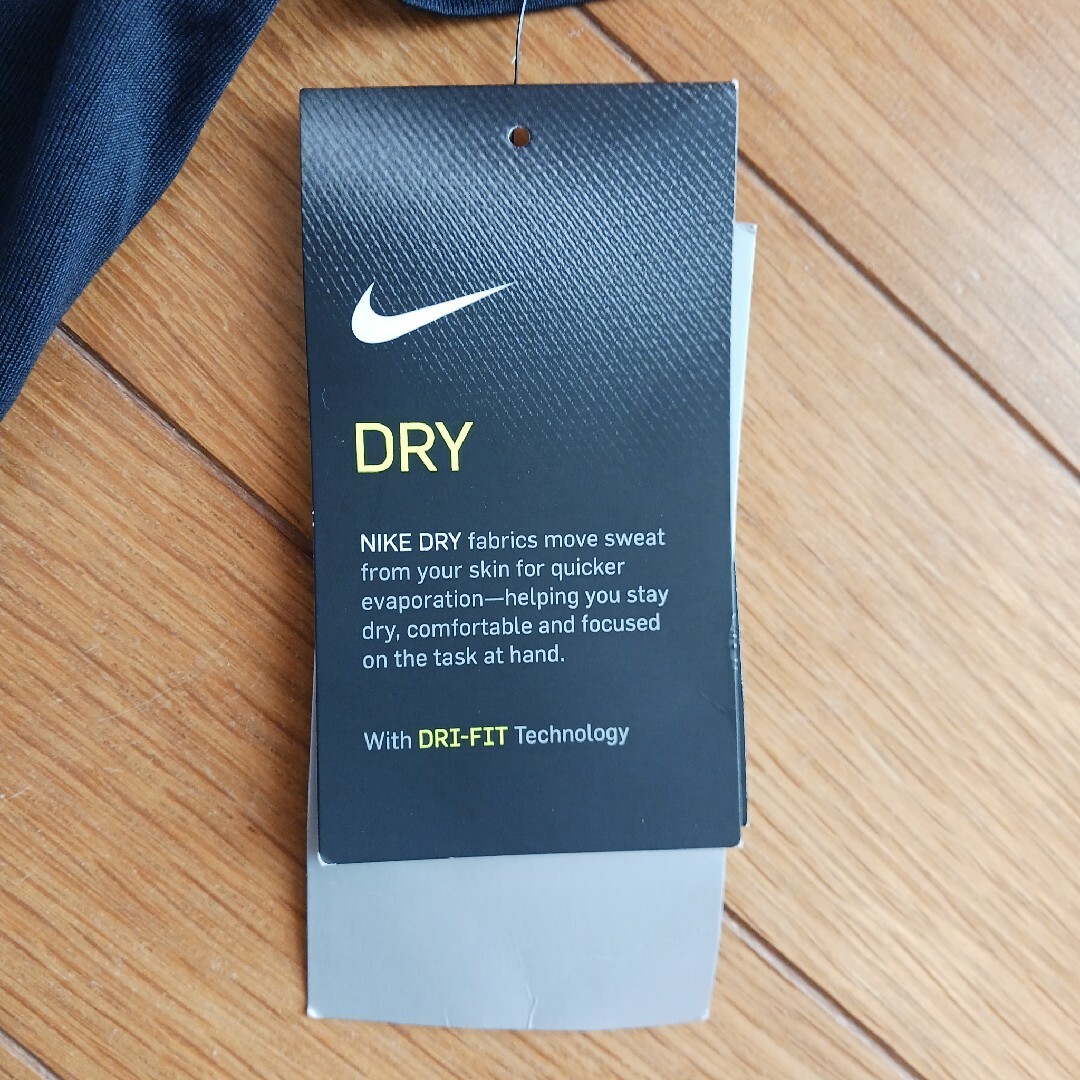 DRY
NIKE DRY fabrics move sweat
from your skin for quicker
evaporation—helping you stay
dry, comfortable and focused
on the task at hand.
With DRI-FIT Technology